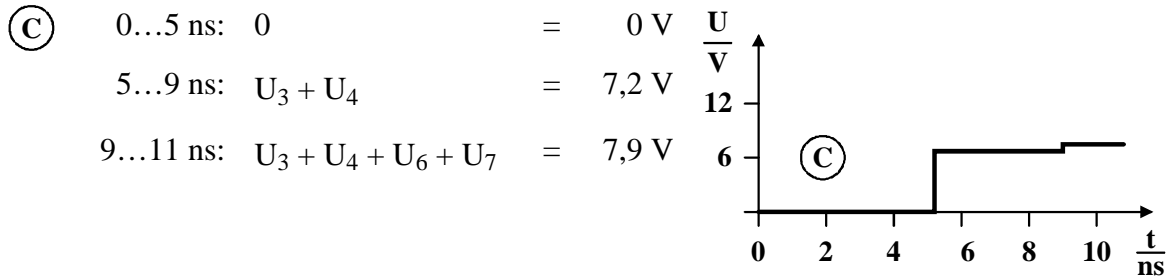 C 0…5 ns: 0 = 0 V
5…9 ns: U₃ + U₄ = 7,2 V
9…11 ns: U₃ + U₄ + U₆ + U₇ = 7,9 V
U
V
12
6
C
0 2 4 6 8 10 t
ns